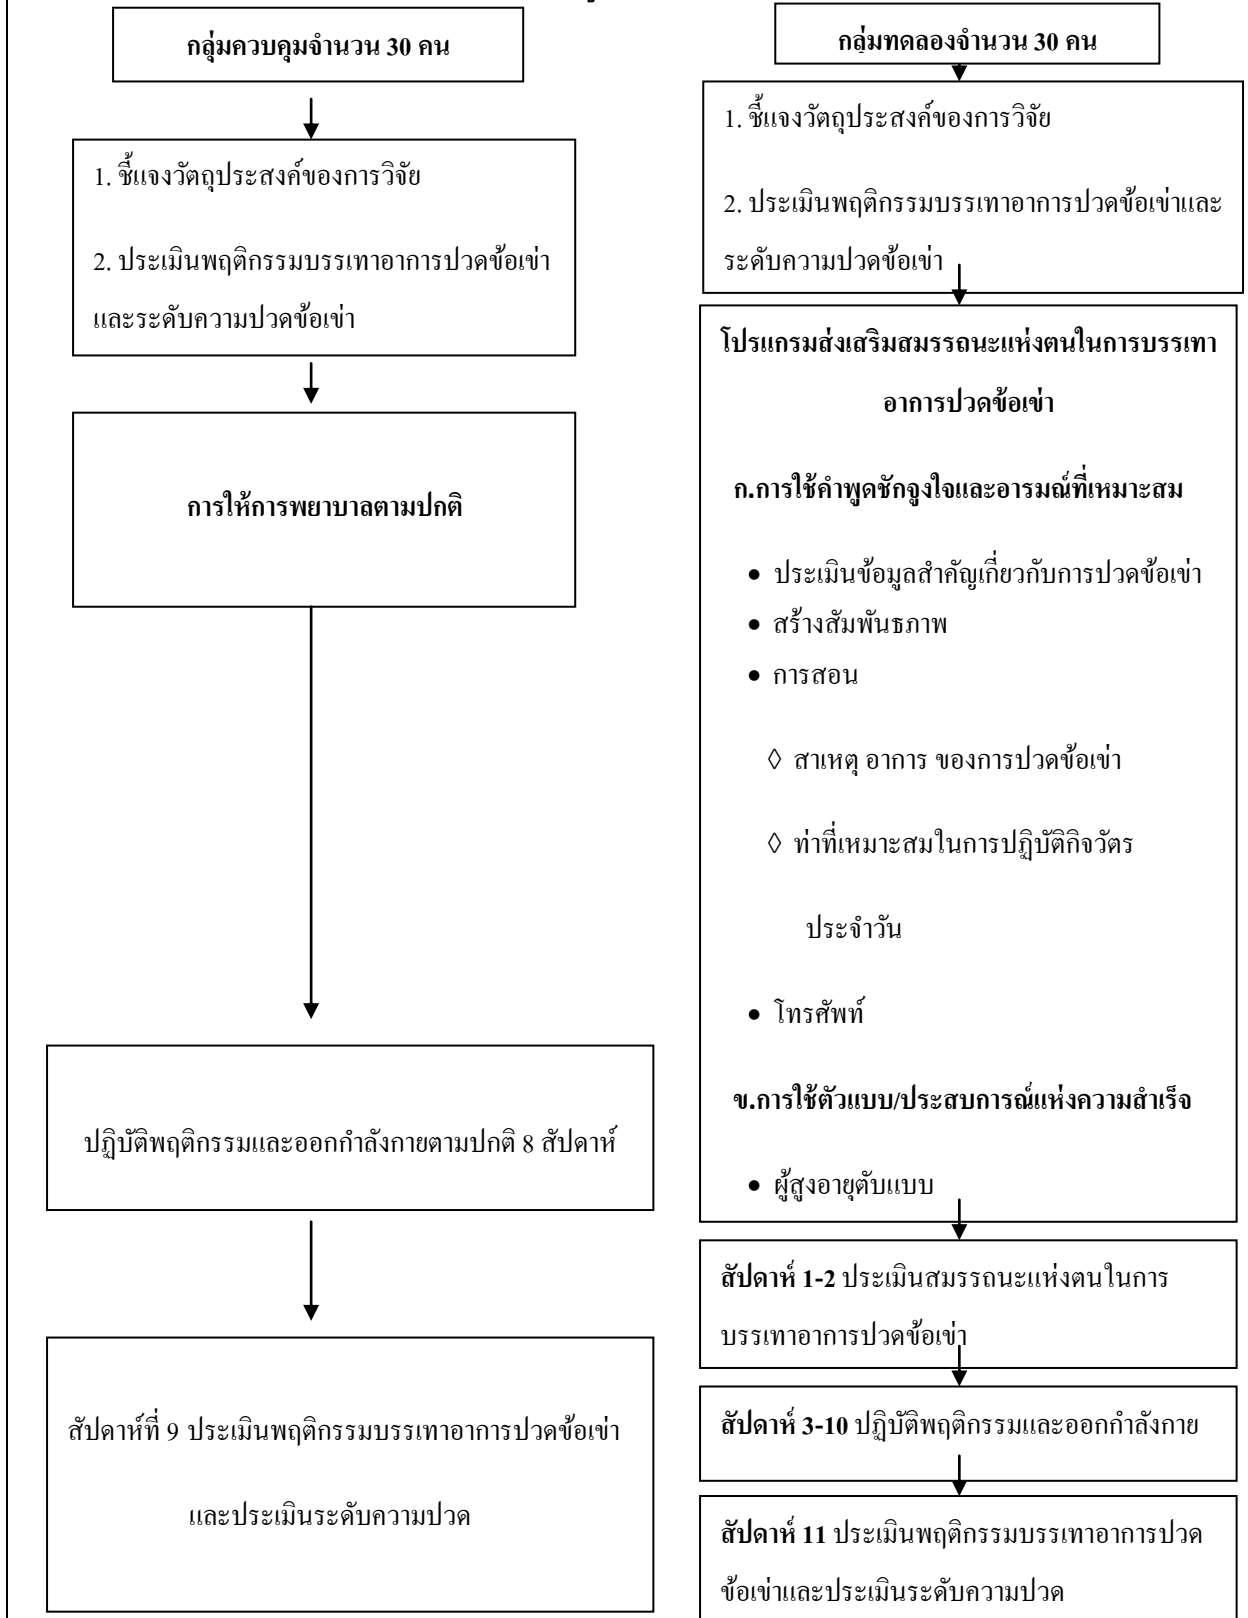 กลุ่มควบคุมจำนวน 30 คน
1. ชี้แจงวัตถุประสงค์ของการวิจัย
2. ประเมินพฤติกรรมบรรเทาอาการปวดข้อเข่า
และระดับความปวดข้อเข่า
การให้การพยาบาลตามปกติ
ปฏิบัติพฤติกรรมและออกกำลังกายตามปกติ 8 สัปดาห์
สัปดาห์ที่ 9 ประเมินพฤติกรรมบรรเทาอาการปวดข้อเข่า
และประเมินระดับความปวด
กลุ่มทดลองจำนวน 30 คน
1. ชี้แจงวัตถุประสงค์ของการวิจัย
2. ประเมินพฤติกรรมบรรเทาอาการปวดข้อเข่าและ
ระดับความปวดข้อเข่า
โปรแกรมส่งเสริมสมรรถนะแห่งตนในการบรรเทา
อาการปวดข้อเข่า
ก.การใช้คำพูดชักจูงใจและอารมณ์ที่เหมาะสม
• ประเมินข้อมูลสำคัญเกี่ยวกับการปวดข้อเข่า
• สร้างสัมพันธภาพ
• การสอน
◊ สาเหตุ อาการ ของการปวดข้อเข่า
◊ ท่าที่เหมาะสมในการปฏิบัติกิจวัตร
ประจำวัน
• โทรศัพท์
ข.การใช้ตัวแบบ/ประสบการณ์แห่งความสำเร็จ
• ผู้สูงอายุตับแบบ
สัปดาห์ 1-2 ประเมินสมรรถนะแห่งตนในการ
บรรเทาอาการปวดข้อเข่า
สัปดาห์ 3-10 ปฏิบัติพฤติกรรมและออกกำลังกาย
สัปดาห์ 11 ประเมินพฤติกรรมบรรเทาอาการปวด
ข้อเข่าและประเมินระดับความปวด